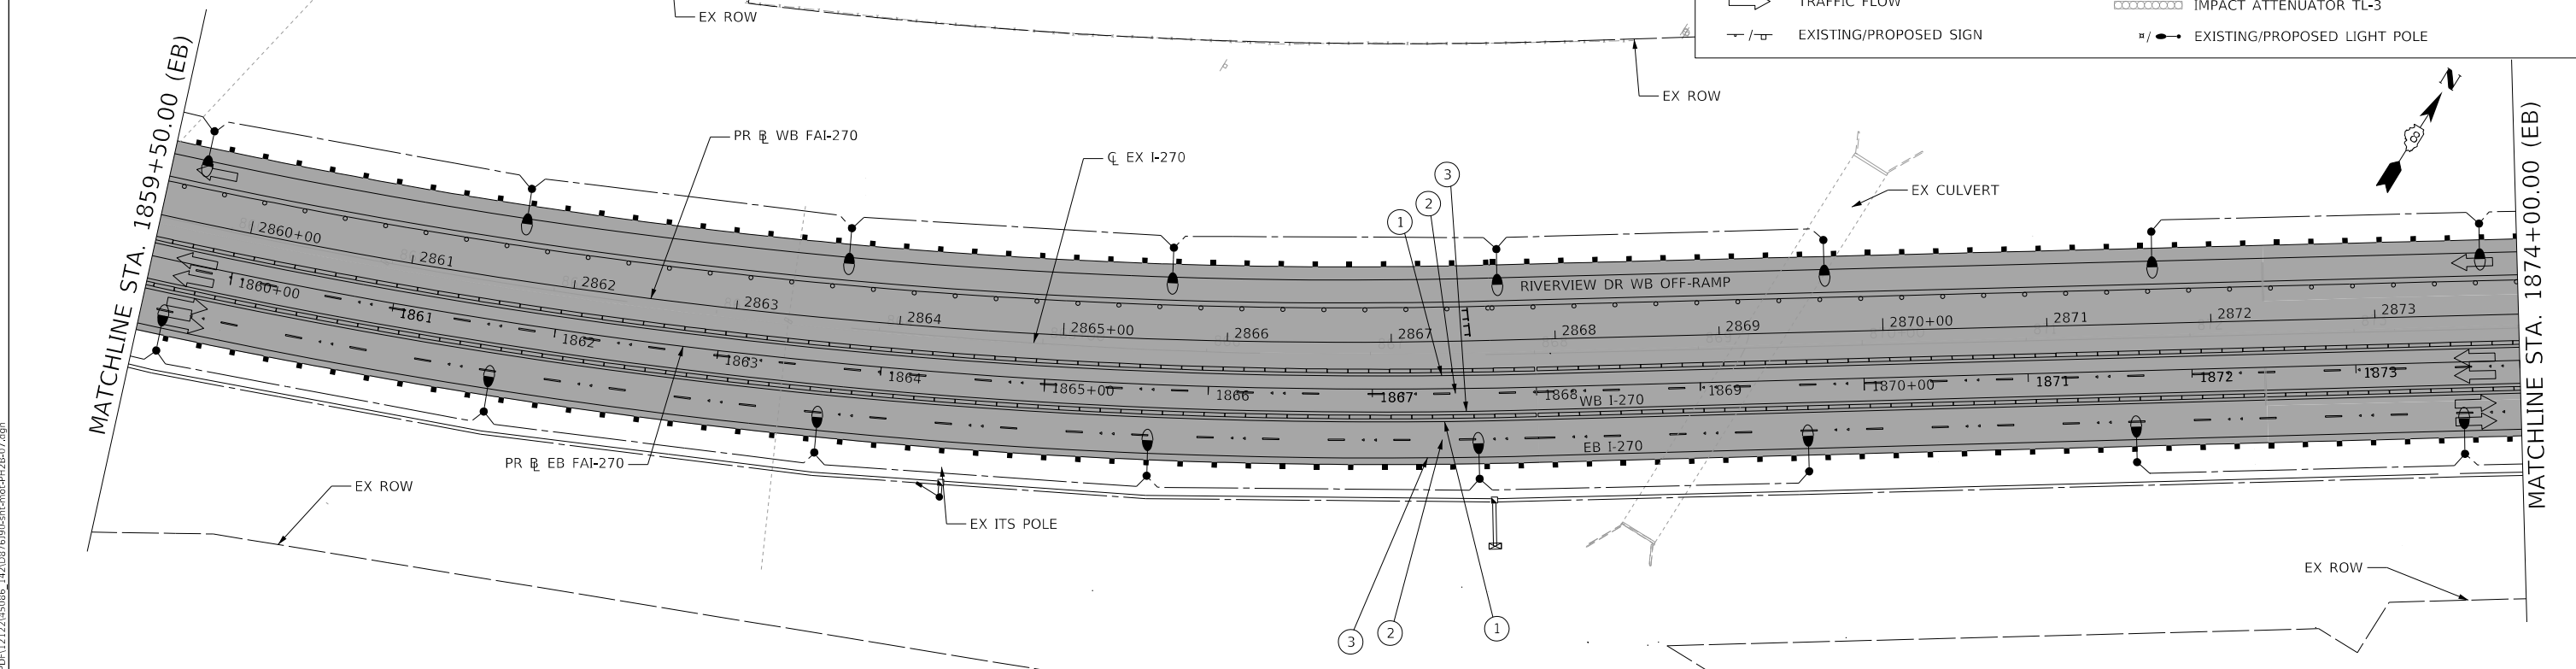 EX ROW
TRAFFIC FLOW
IMPACT ATTENUATOR TL-3
EXISTING/PROPOSED SIGN
EXISTING/PROPOSED LIGHT POLE
EX ROW
N
MATCHLINE STA. 1859+50.00 (EB)
MATCHLINE STA. 1874+00.00 (EB)
PR BL WB FAI-270
CL EX I-270
EX CULVERT
3
2
1
2860+00
2861
2862
2863
2864
2865+00
2866
2867
2868
2869
2870+00
2871
2872
2873
RIVERVIEW DR WB OFF-RAMP
1860+00
1861
1862
1863
1864
1865+00
1866
1867
1868
1869
1870+00
1871
1872
1873
WB I-270
EB I-270
PR BL EB FAI-270
EX ROW
EX ITS POLE
EX ROW
3
2
1